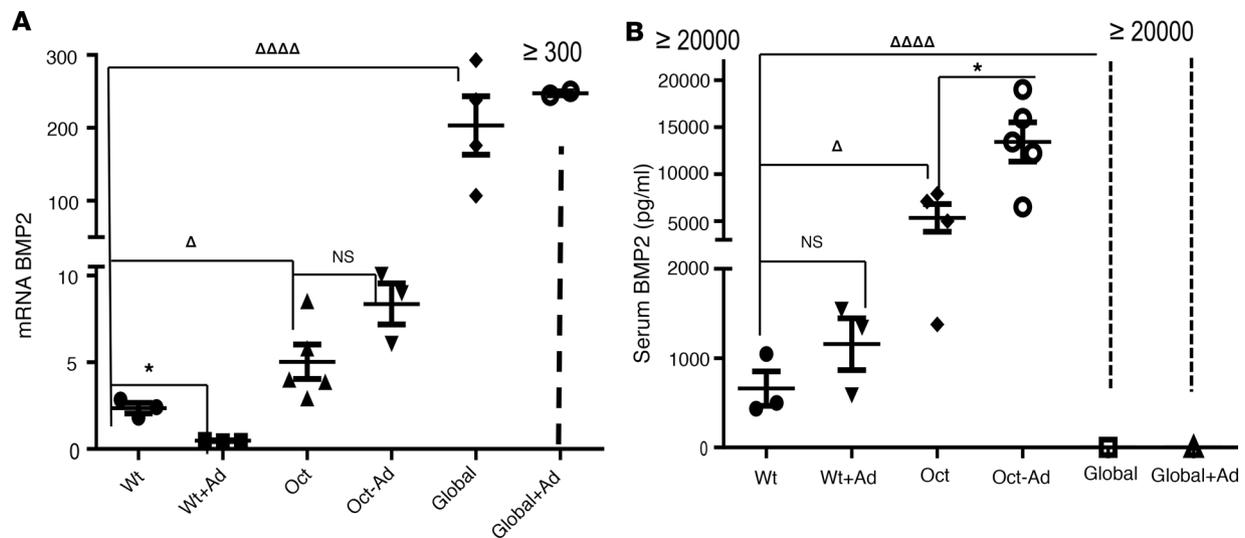 A
ΔΔΔΔ
≥ 300
300
200
100
10
5
0
mRNA BMP2
Δ
NS
*
Wt
Wt+Ad
Oct
Oct-Ad
Global
Global+Ad
B
≥ 20000
ΔΔΔΔ
≥ 20000
*
20000
15000
10000
5000
2000
1000
0
Serum BMP2 (pg/ml)
Δ
NS
Wt
Wt+Ad
Oct
Oct-Ad
Global
Global+Ad